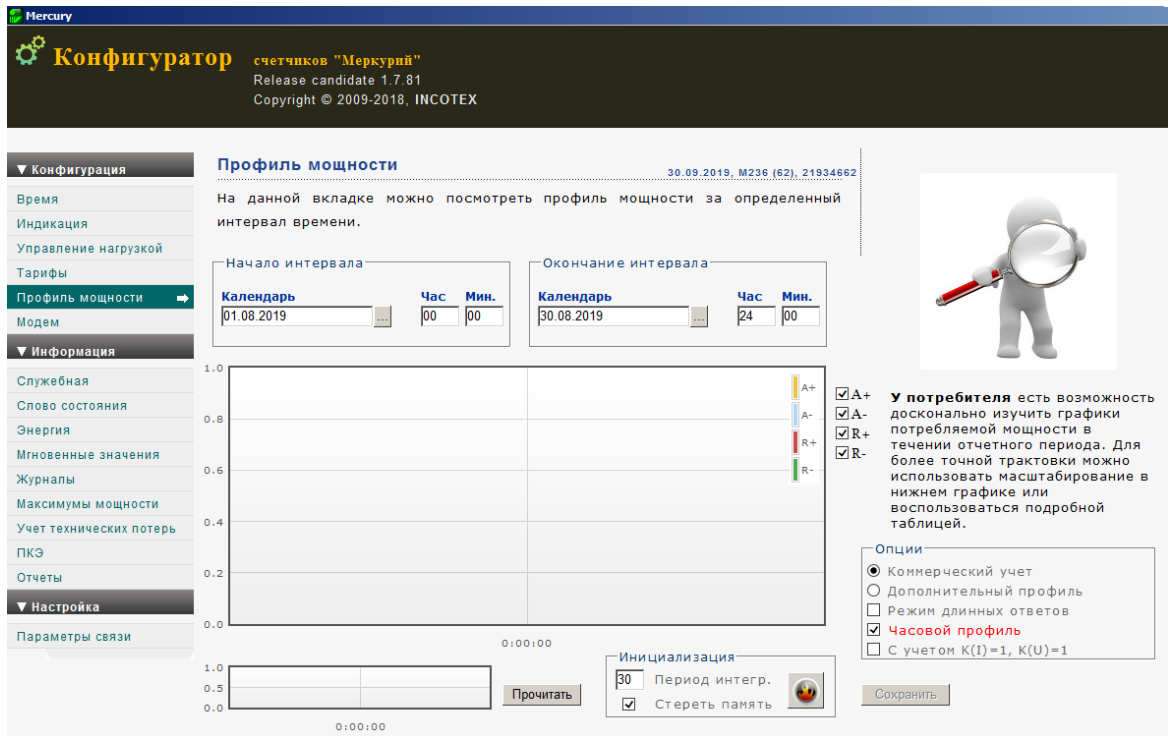 Mercury
Конфигуратор
счетчиков "Меркурий"
Release candidate 1.7.81
Copyright © 2009-2018, INCOTEX
▼ Конфигурация
Время
Индикация
Управление нагрузкой
Тарифы
Профиль мощности
Модем
▼ Информация
Служебная
Слово состояния
Энергия
Мгновенные значения
Журналы
Максимумы мощности
Учет технических потерь
ПКЭ
Отчеты
▼ Настройка
Параметры связи
Профиль мощности
30.09.2019, M236 (62), 21934662
На данной вкладке можно посмотреть профиль мощности за определенный
интервал времени.
Начало интервала
Календарь Час Мин.
01.08.2019 ... 00 00
Окончание интервала
Календарь Час Мин.
30.08.2019 ... 24 00
1.0
0.8
0.6
0.4
0.2
0.0
0:00:00
A+
A-
R+
R-
A+
A-
R+
R-
1.0
0.5
0.0
0:00:00
Прочитать
Инициализация
30 Период интегр.
Стереть память
У потребителя есть возможность
досконально изучить графики
потребляемой мощности в
течении отчетного периода. Для
более точной трактовки можно
использовать масштабирование в
нижнем графике или
воспользоваться подробной
таблицей.
Опции
Коммерческий учет
Дополнительный профиль
Режим длинных ответов
Часовой профиль
С учетом K(I)=1, K(U)=1
Сохранить